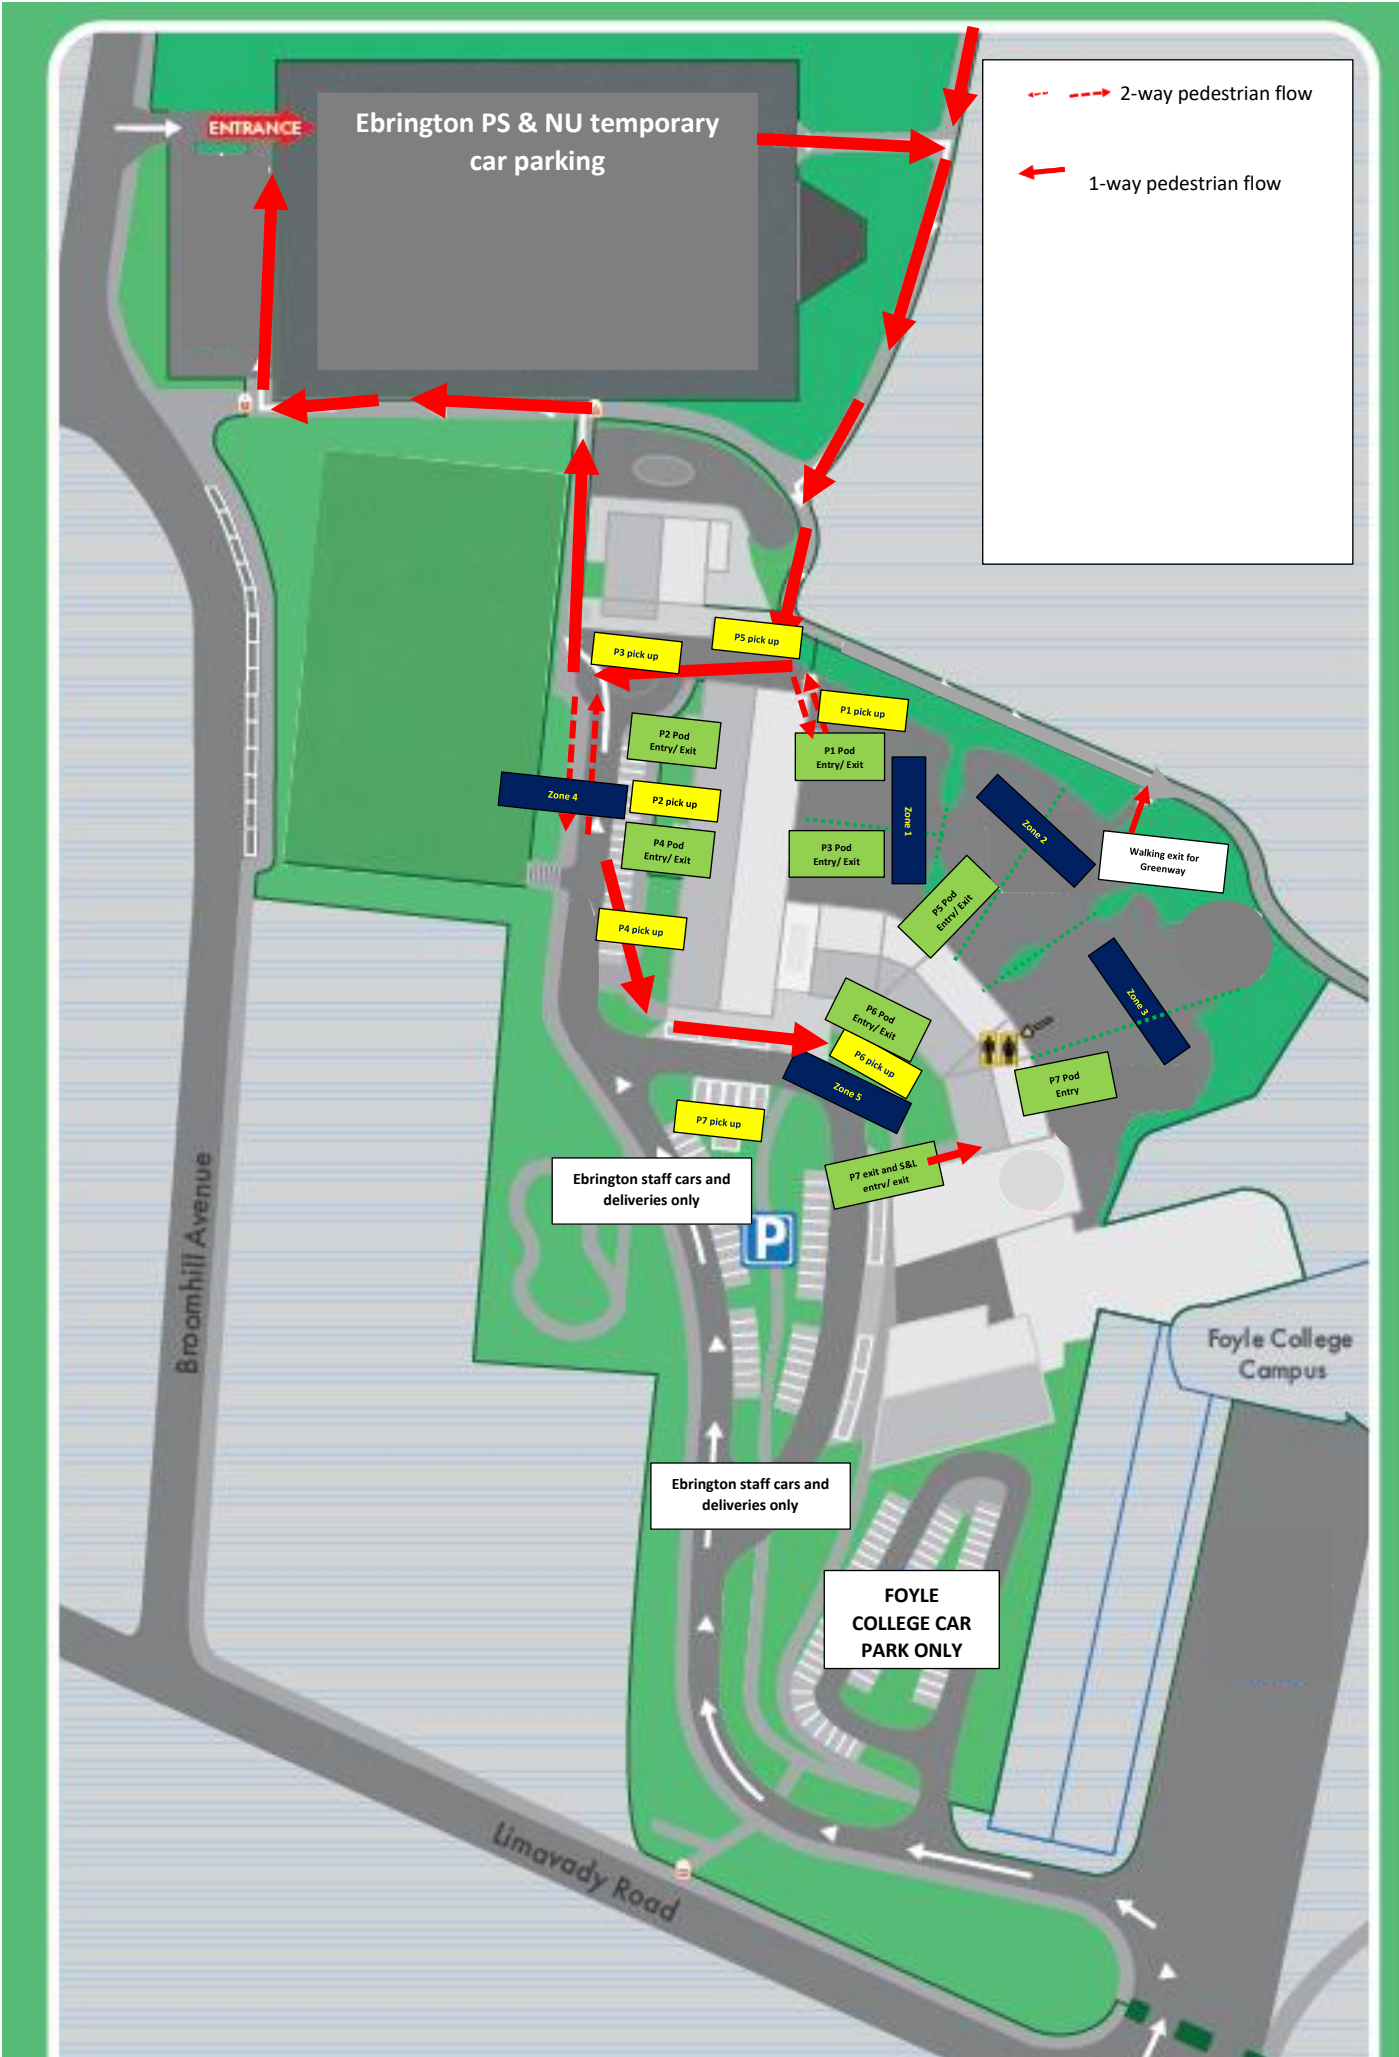 Ebrington PS & NU temporary
car parking
ENTRANCE
2-way pedestrian flow
1-way pedestrian flow
P5 pick up
P3 pick up
P1 pick up
P2 Pod
Entry/ Exit
P1 Pod
Entry/ Exit
Zone 4
P2 pick up
Zone 1
Zone 2
P4 Pod
Entry/ Exit
P3 Pod
Entry/ Exit
Walking exit for
Greenway
P5 Pod
Entry/ Exit
P4 pick up
P6 Pod
Entry/ Exit
Zone 3
P6 pick up
Zone 5
P7 Pod
Entry
P7 pick up
P7 exit and S&L
entry/ exit
Ebrington staff cars and
deliveries only
P
Broomhill Avenue
Foyle College
Campus
Ebrington staff cars and
deliveries only
FOYLE
COLLEGE CAR
PARK ONLY
Limavady Road